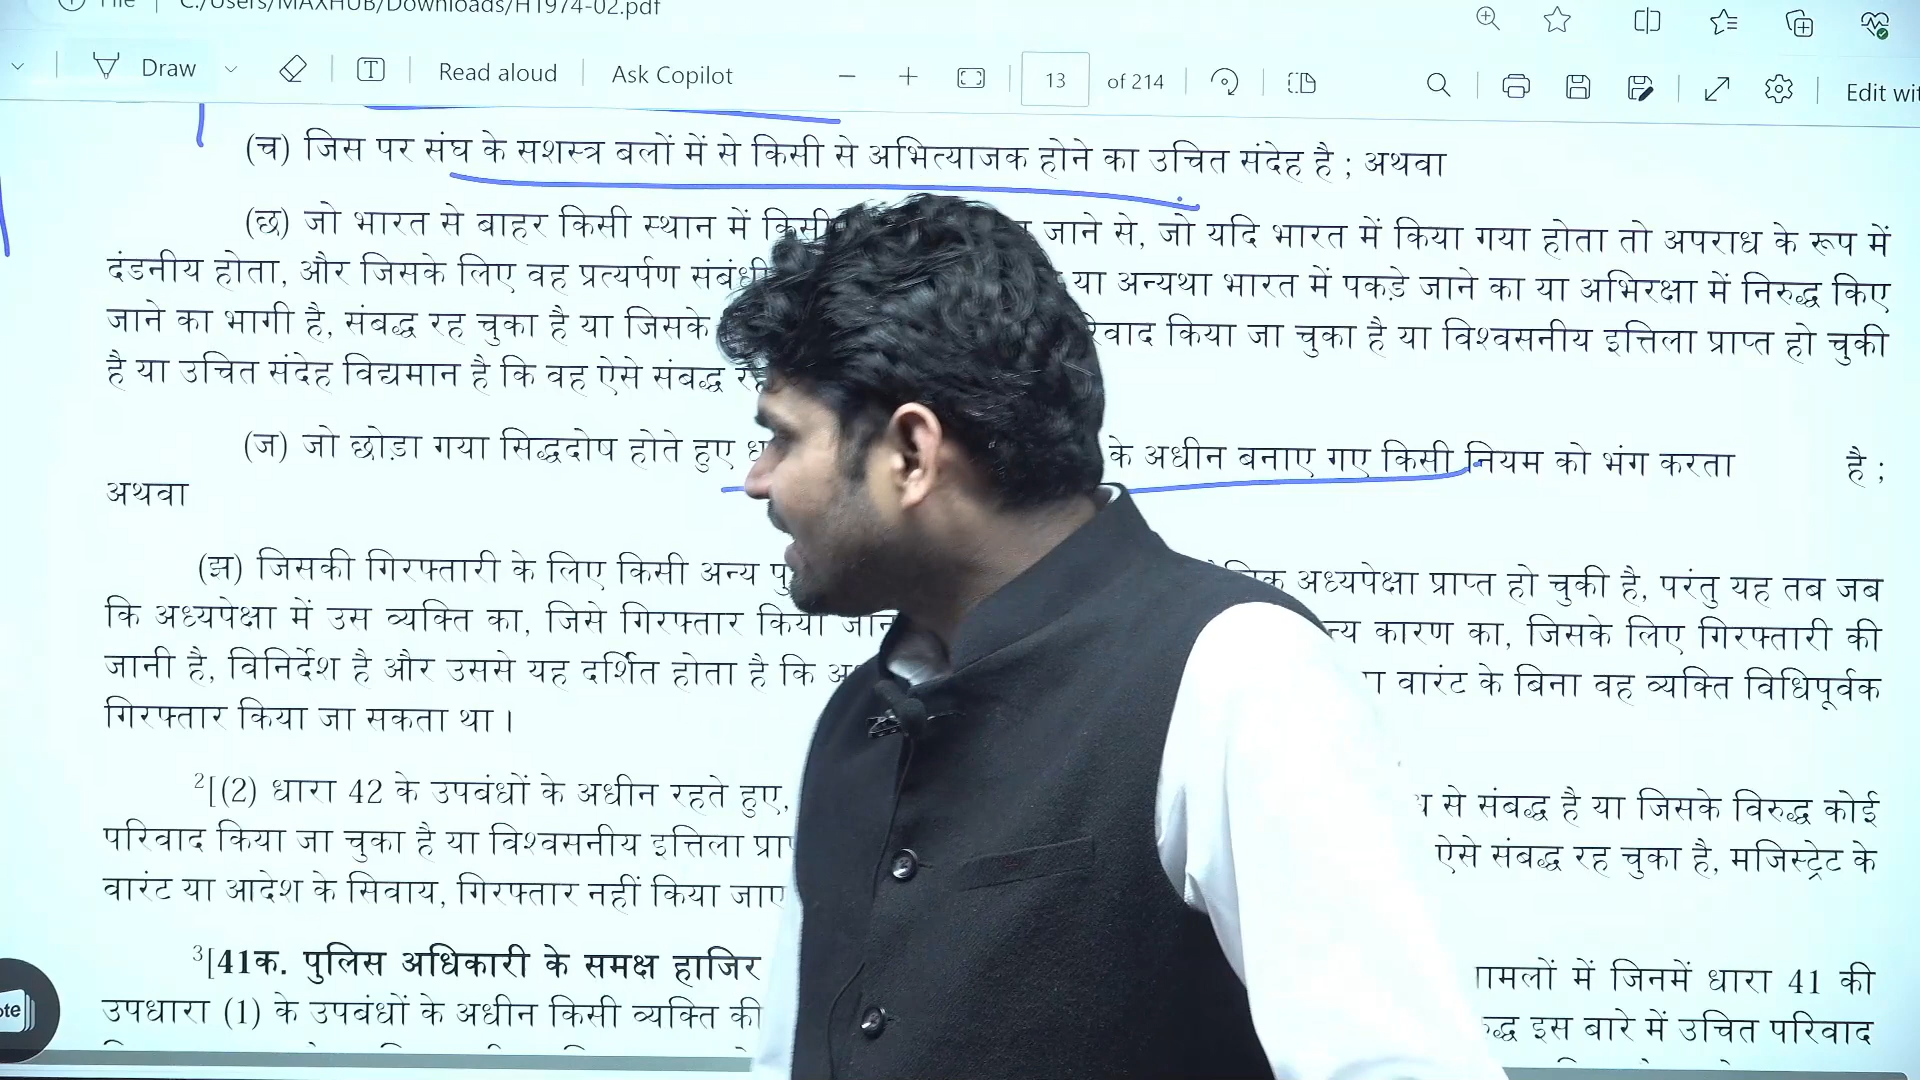 File C:/Users/MAXHUB/Downloads/H1974-02.pdf
Draw Read aloud Ask Copilot 13 of 214 Edit wit
(च) जिस पर संघ के सशस्त्र बलों में से किसी से अभित्याजक होने का उचित संदेह है ; अथवा
(छ) जो भारत से बाहर किसी स्थान में किसी जाने से, जो यदि भारत में किया गया होता तो अपराध के रूप में
दंडनीय होता, और जिसके लिए वह प्रत्यर्पण संबंधी या अन्यथा भारत में पकड़े जाने का या अभिरक्षा में निरुद्ध किए
जाने का भागी है, संबद्ध रह चुका है या जिसके रिवाद किया जा चुका है या विश्वसनीय इत्तिला प्राप्त हो चुकी
है या उचित संदेह विद्यमान है कि वह ऐसे संबद्ध
(ज) जो छोड़ा गया सिद्धदोष होते हुए के अधीन बनाए गए किसी नियम को भंग करता है ;
अथवा
(झ) जिसकी गिरफ्तारी के लिए किसी अन्य अध्यपेक्षा प्राप्त हो चुकी है, परंतु यह तब जब
कि अध्यपेक्षा में उस व्यक्ति का, जिसे गिरफ्तार किया जान न्य कारण का, जिसके लिए गिरफ्तारी की
जानी है, विनिर्देश है और उससे यह दर्शित होता है कि वारंट के बिना वह व्यक्ति विधिपूर्वक
गिरफ्तार किया जा सकता था ।
2[(2) धारा 42 के उपबंधों के अधीन रहते हुए, से संबद्ध है या जिसके विरुद्ध कोई
परिवाद किया जा चुका है या विश्वसनीय इत्तिला ऐसे संबद्ध रह चुका है, मजिस्ट्रेट के
वारंट या आदेश के सिवाय, गिरफ्तार नहीं किया
3[41क. पुलिस अधिकारी के समक्ष हाजिर मामलों में जिनमें धारा 41 की
उपधारा (1) के उपबंधों के अधीन किसी व्यक्ति की इस बारे में उचित परिवाद